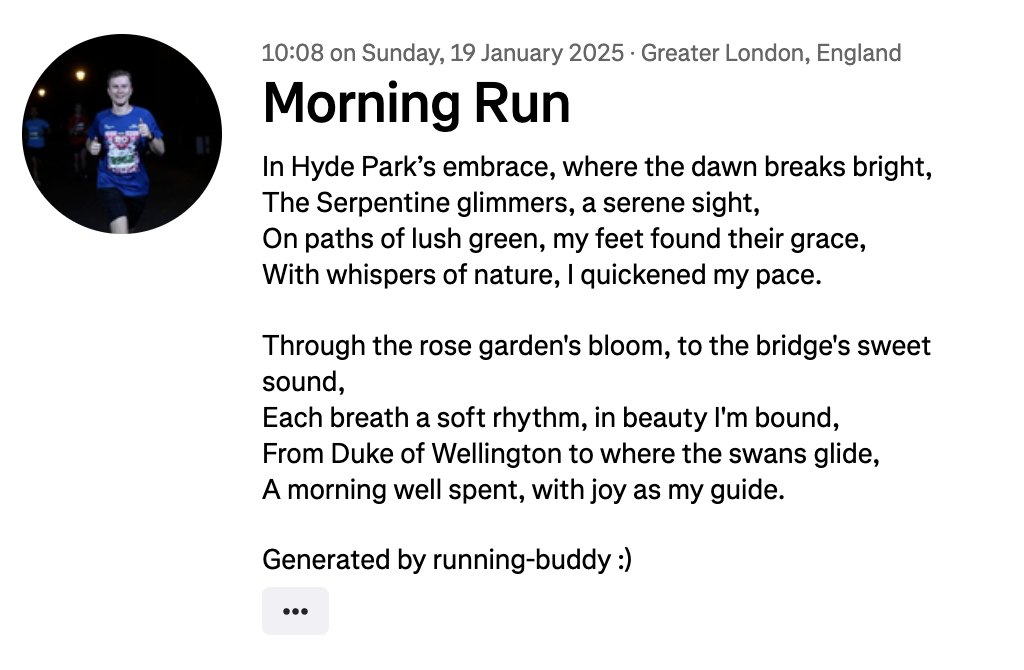 10:08 on Sunday, 19 January 2025 · Greater London, England
Morning Run
In Hyde Park’s embrace, where the dawn breaks bright,
The Serpentine glimmers, a serene sight,
On paths of lush green, my feet found their grace,
With whispers of nature, I quickened my pace.
Through the rose garden's bloom, to the bridge's sweet
sound,
Each breath a soft rhythm, in beauty I'm bound,
From Duke of Wellington to where the swans glide,
A morning well spent, with joy as my guide.
Generated by running-buddy :)